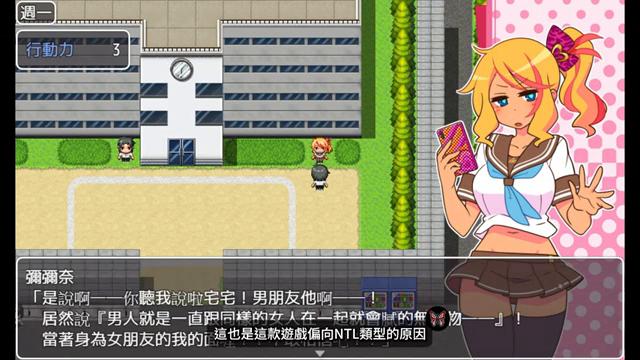 週一
行動力 3
彌彌奈
「是說啊——你聽我說啦宅宅！男朋友他啊——！
居然說『男人就是一直跟同樣的女人在一起就會膩的無 物——』！
當著身為女朋友的我的面
這也是這款遊戲偏向NTL類型的原因